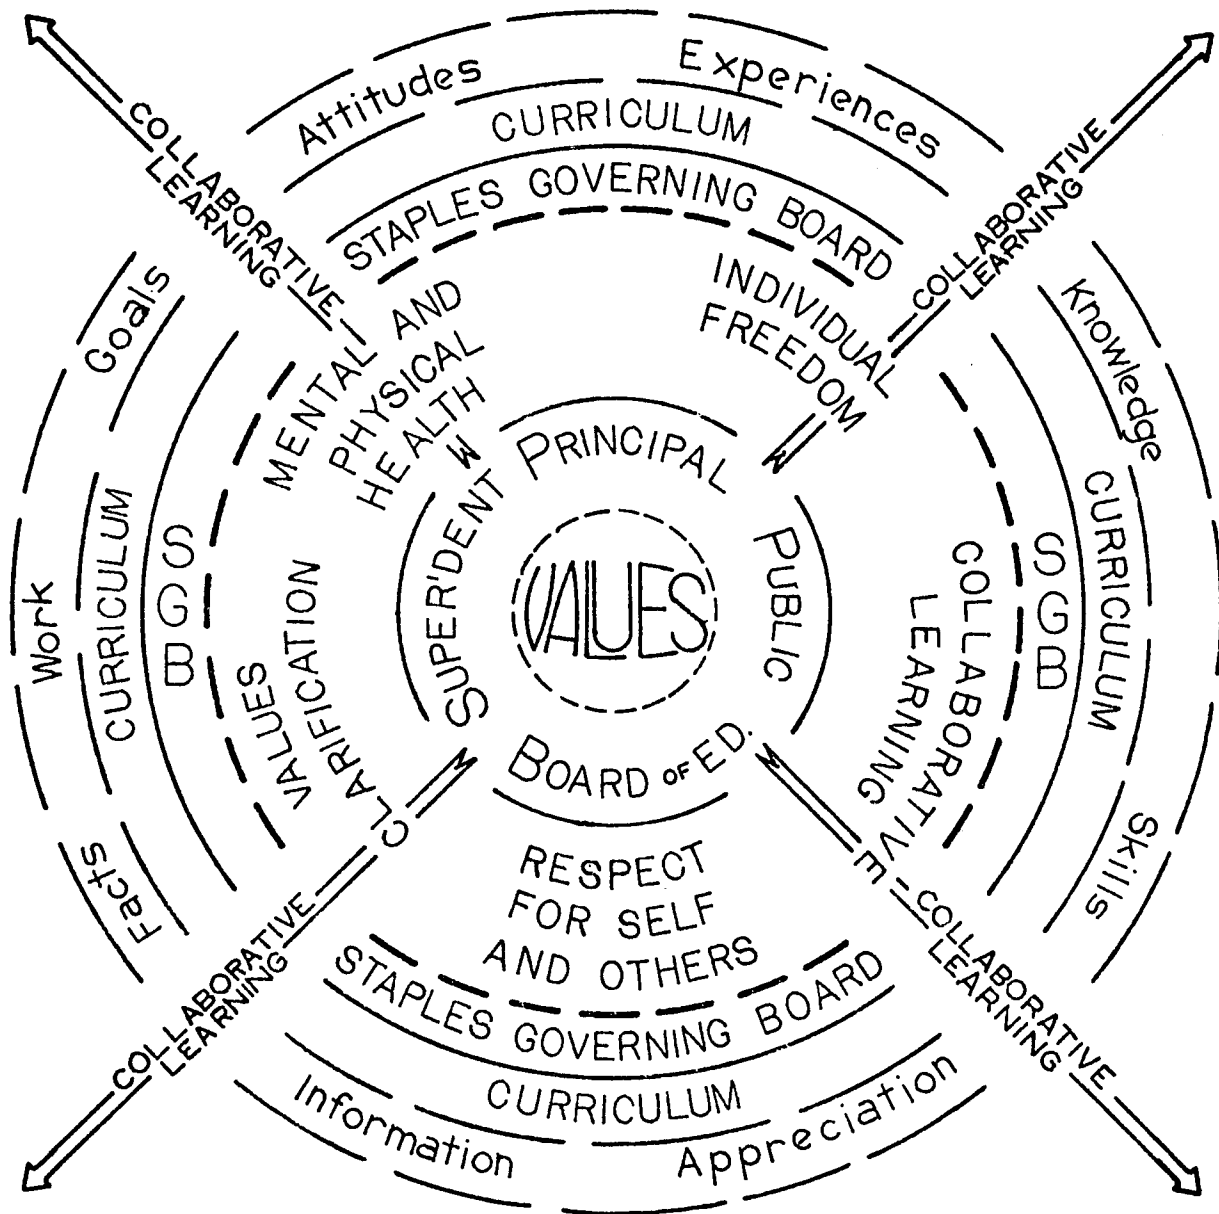 Attitudes
Experiences
CURRICULUM
STAPLES GOVERNING BOARD
COLLABORATIVE
LEARNING
COLLABORATIVE
LEARNING
Goals
Work
Facts
CURRICULUM
SGB
MENTAL AND
PHYSICAL
HEALTH
INDIVIDUAL
FREEDOM
VALUES
CLARIFICATION
PRINCIPAL
SUPER'DENT
VALUES
PUBLIC
BOARD OF ED.
COLLABORATIVE
LEARNING
SGB
CURRICULUM
Knowledge
Skills
RESPECT
FOR SELF
AND OTHERS
STAPLES GOVERNING BOARD
CURRICULUM
Information
Appreciation
COLLABORATIVE
LEARNING
COLLABORATIVE
LEARNING